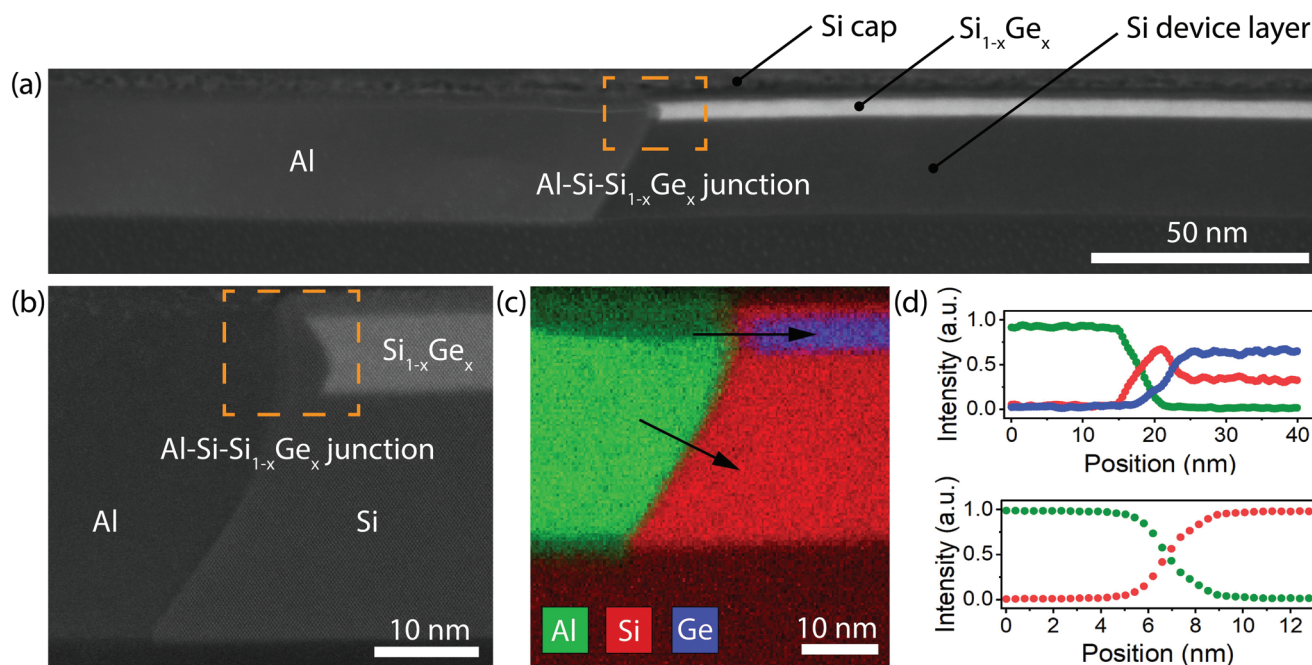 Si cap
Si₁₋ₓGeₓ
Si device layer
(a)
Al
Al-Si-Si₁₋ₓGeₓ junction
50 nm
(b)
Si₁₋ₓGeₓ
Al-Si-Si₁₋ₓGeₓ junction
Al
Si
10 nm
(c)
Al
Si
Ge
10 nm
(d)
Intensity (a.u.)
1.0
0.5
0.0
0 10 20 30 40
Position (nm)
Intensity (a.u.)
1.0
0.5
0.0
0 2 4 6 8 10 12
Position (nm)